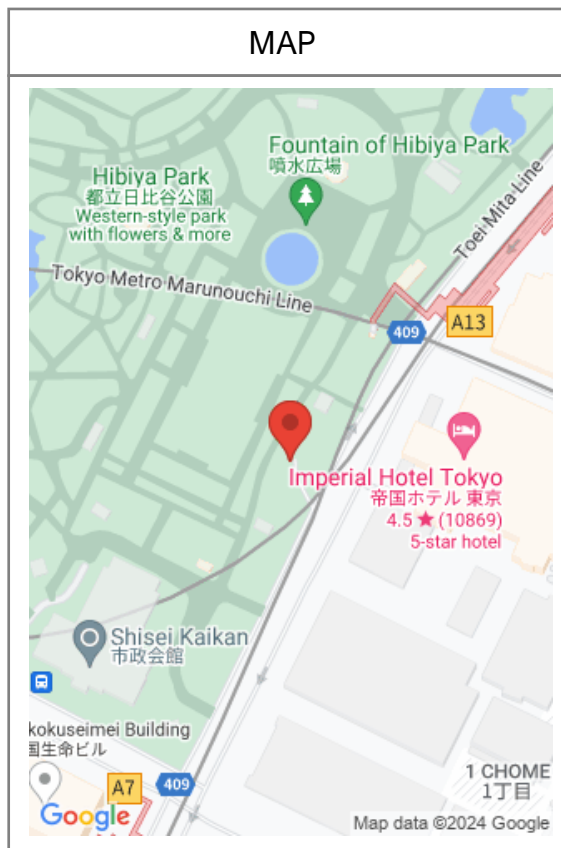 MAP
Fountain of Hibiya Park
噴水広場
Hibiya Park
都立日比谷公園
Western-style park
with flowers & more
Toei Mita Line
Tokyo Metro Marunouchi Line
409
A13
Imperial Hotel Tokyo
帝国ホテル 東京
4.5 ★ (10869)
5-star hotel
Shisei Kaikan
市政会館
kokuseimei Building
国生命ビル
1 CHOME
1丁目
A7
409
Google
Map data ©2024 Google